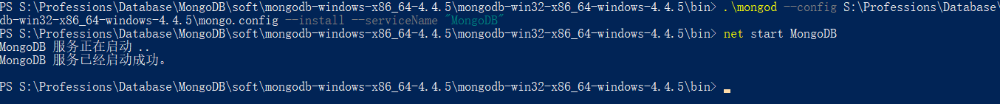 PS S:\Professions\Database\MongoDB\soft\mongodb-windows-x86_64-4.4.5\mongodb-win32-x86_64-windows-4.4.5\bin> .\mongod --config S:\Professions\Database\
db-win32-x86_64-windows-4.4.5\mongo.config --install --serviceName "MongoDB"
PS S:\Professions\Database\MongoDB\soft\mongodb-windows-x86_64-4.4.5\mongodb-win32-x86_64-windows-4.4.5\bin> net start MongoDB
MongoDB 服务正在启动 ..
MongoDB 服务已经启动成功。
PS S:\Professions\Database\MongoDB\soft\mongodb-windows-x86_64-4.4.5\mongodb-win32-x86_64-windows-4.4.5\bin>